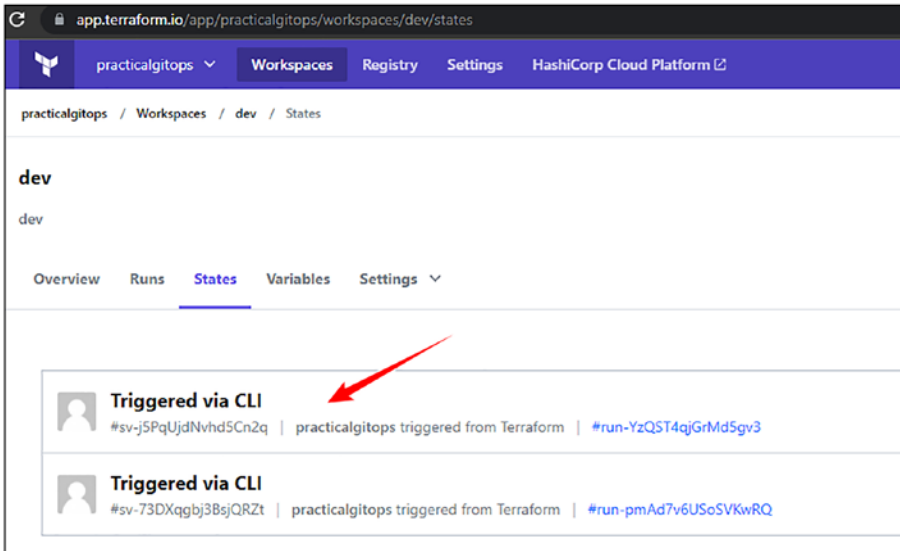 app.terraform.io/app/practicalgitops/workspaces/dev/states
practicalgitops Workspaces Registry Settings HashiCorp Cloud Platform
practicalgitops / Workspaces / dev / States
dev
dev
Overview Runs States Variables Settings
Triggered via CLI
#sv-j5PqUjdNvhd5Cn2q | practicalgitops triggered from Terraform | #run-YzQST4qjGrMd5gv3
Triggered via CLI
#sv-73DXqgbj3BsjQRZt | practicalgitops triggered from Terraform | #run-pmAd7v6USoSVKwRQ